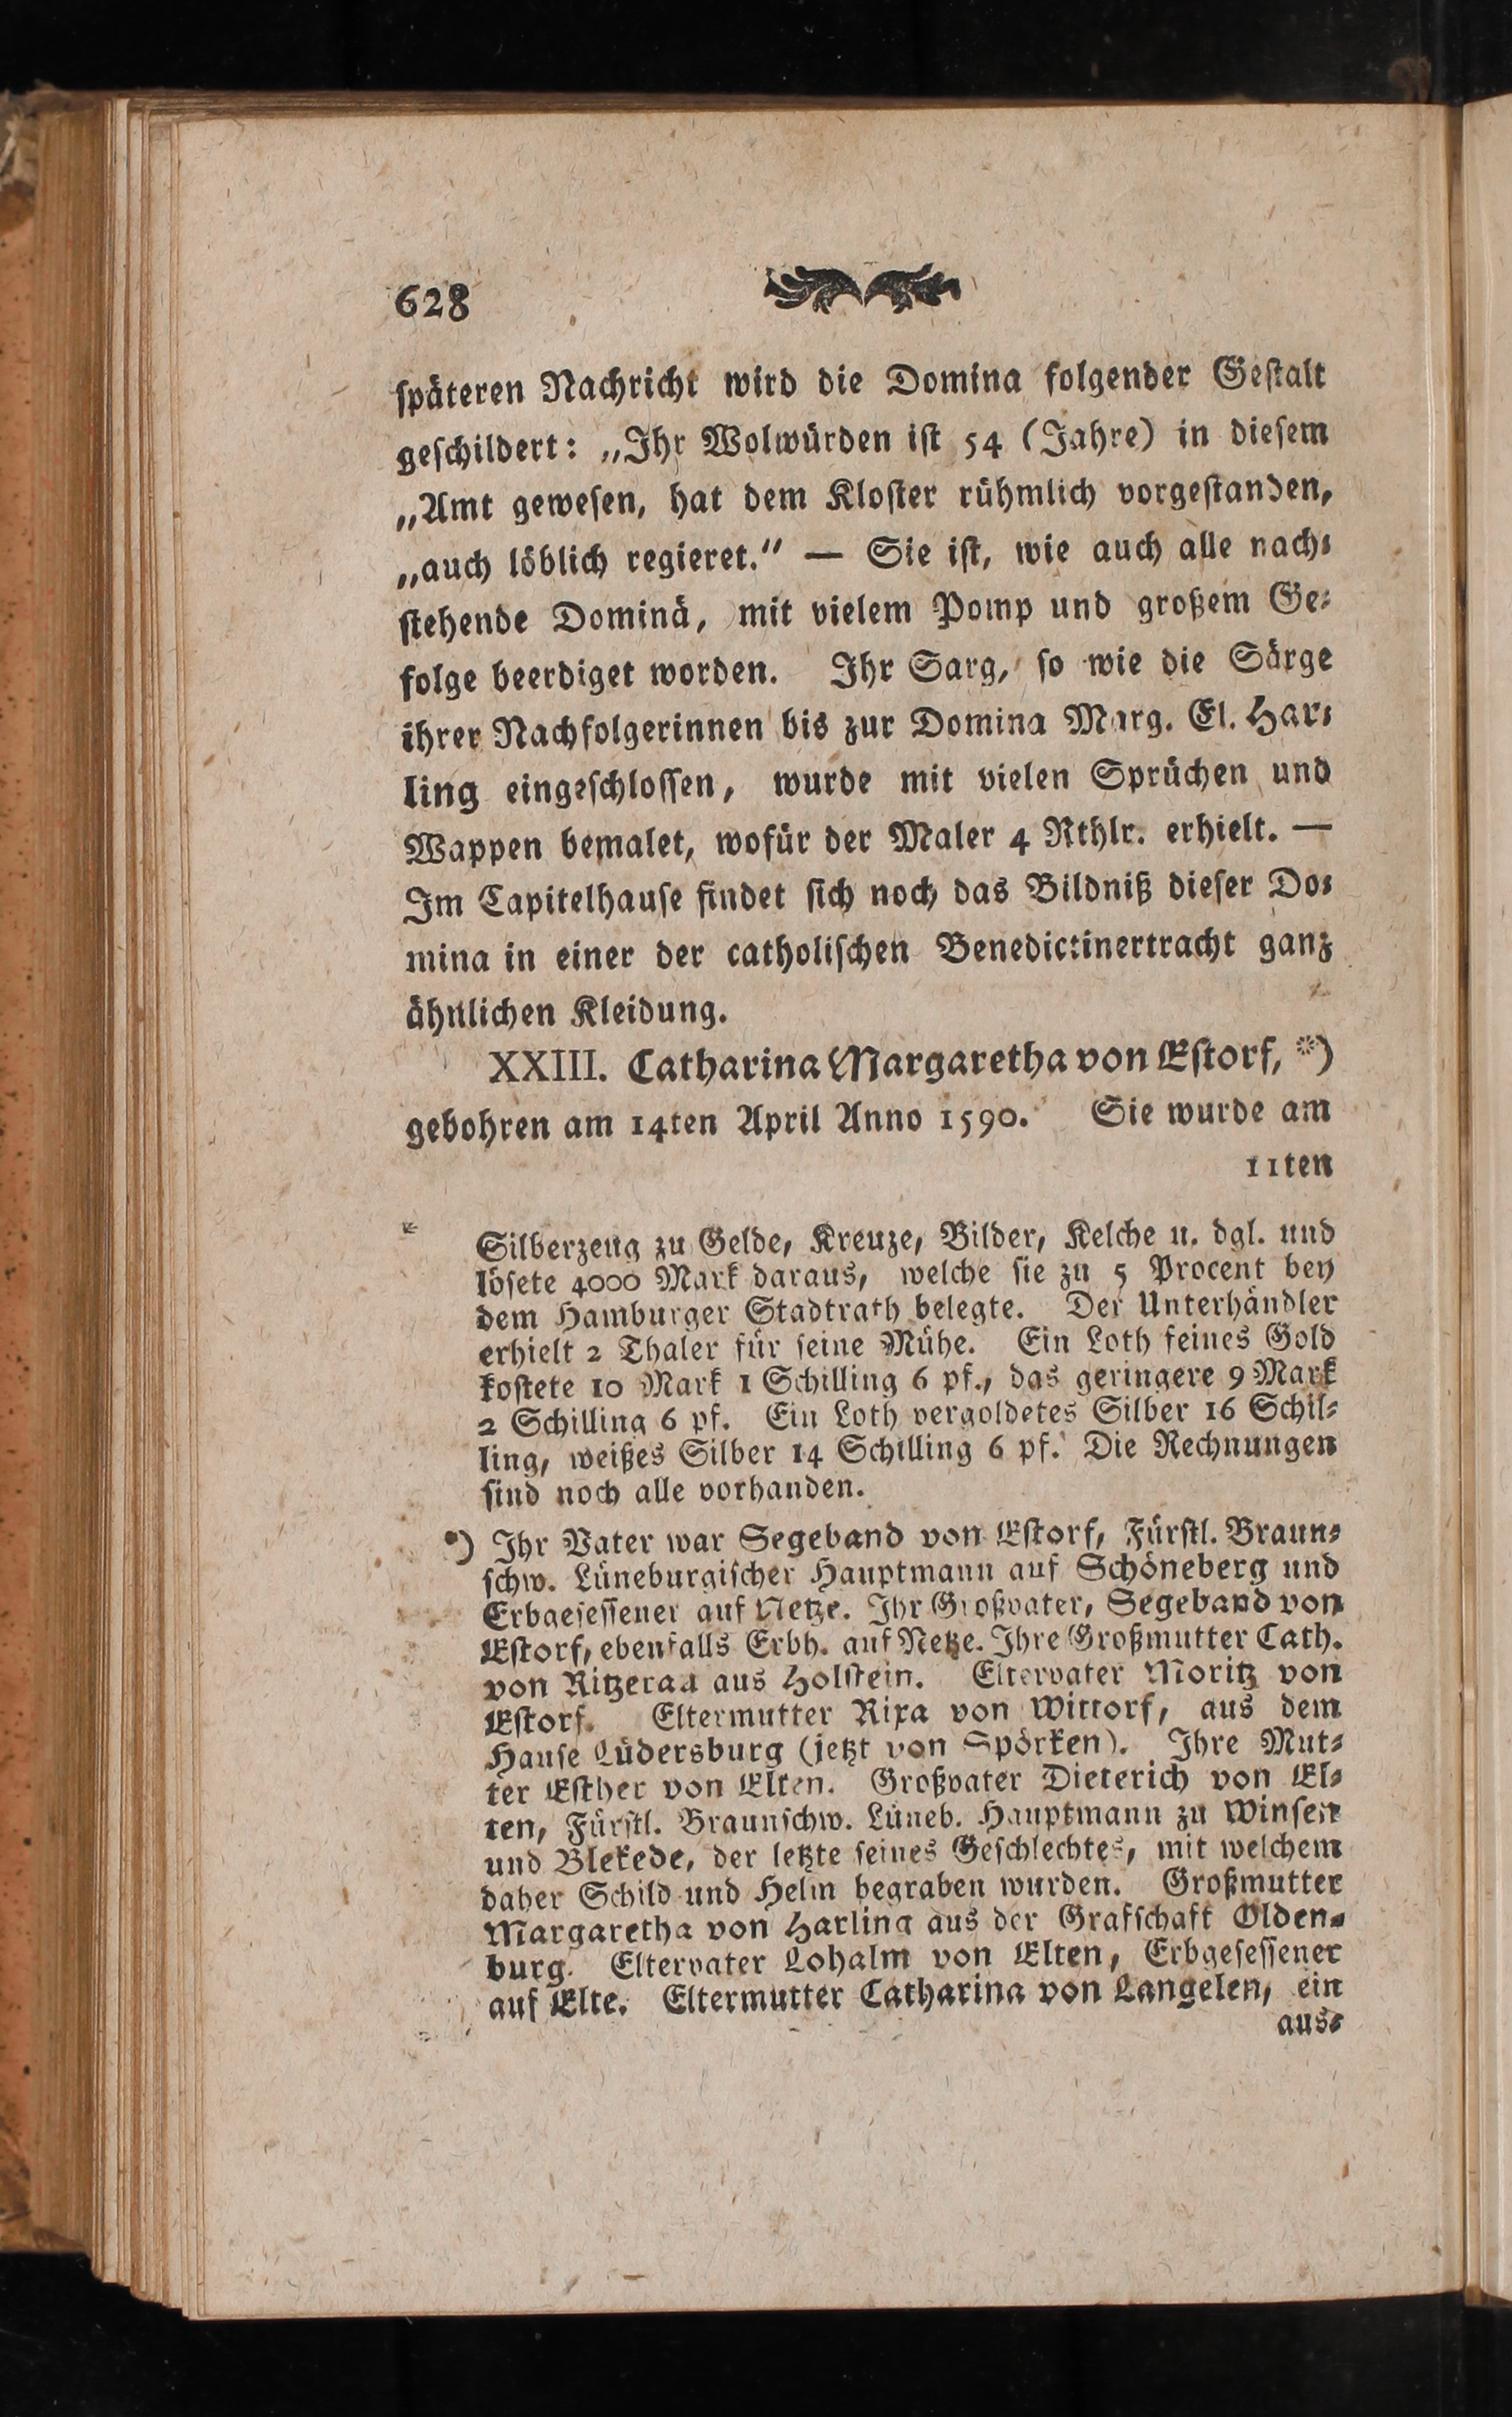 628
späteren Nachricht wird die Domina folgender Gestalt
geschildert: „Ihr Wolwürden ist 54 (Jahre) in diesem
„Amt gewesen, hat dem Kloster rühmlich vorgestanden,
„auch löblich regieret.“ — Sie ist, wie auch alle nach⸗
stehende Dominä, mit vielem Pomp und großem Ge⸗
folge beerdiget worden. Ihr Sarg, so wie die Särge
ihrer Nachfolgerinnen bis zur Domina Marg. El. Har⸗
ling eingeschlossen, wurde mit vielen Sprüchen und
Wappen bemalet, wofür der Maler 4 Rthlr. erhielt. —
Im Capitelhause findet sich noch das Bildniß dieser Do⸗
mina in einer der catholischen Benedictinertracht ganz
ähnlichen Kleidung.
XXIII. Catharina Margaretha von Estorf, *)
gebohren am 14ten April Anno 1590. Sie wurde am
11ten
Silberzeug zu Gelde, Kreuze, Bilder, Kelche u. dgl. und
lösete 4000 Mark daraus, welche sie zu 5 Procent bey
dem Hamburger Stadtrath belegte. Der Unterhändler
erhielt 2 Thaler für seine Mühe. Ein Loth feines Gold
kostete 10 Mark 1 Schilling 6 pf., das geringere 9 Mark
2 Schilling 6 pf. Ein Loth vergoldetes Silber 16 Schil⸗
ling, weißes Silber 14 Schilling 6 pf. Die Rechnungen
sind noch alle vorhanden.
*) Ihr Vater war Segeband von Estorf, Fürstl. Braun⸗
schw. Lüneburgischer Hauptmann auf Schöneberg und
Erbgesessener auf Netze. Ihr Großvater, Segeband von
Estorf, ebenfalls Erbh. auf Netze. Ihre Großmutter Cath.
von Ritzerau aus Holstein. Eltervater Moritz von
Estorf. Eltermutter Rixa von Wittorf, aus dem
Hause Lüdersburg (jetzt von Spörken). Ihre Mut⸗
ter Esther von Elten. Großvater Dieterich von El⸗
ten, Fürstl. Braunschw. Lüneb. Hauptmann zu Winsen
und Blekede, der letzte seines Geschlechtes, mit welchem
daher Schild und Helm begraben wurden. Großmutter
Margaretha von Harling aus der Grafschaft Olden⸗
burg. Eltervater Lohalm von Elten, Erbgesessener
auf Elte. Eltermutter Catharina von Langelen, ein
aus⸗